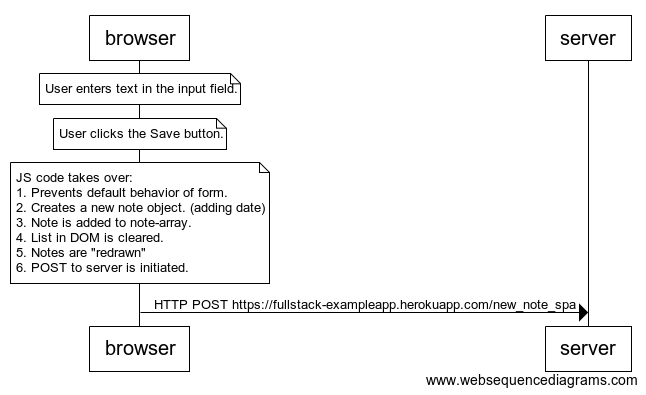 browser
server
User enters text in the input field.
User clicks the Save button.
JS code takes over:
1. Prevents default behavior of form.
2. Creates a new note object. (adding date)
3. Note is added to note-array.
4. List in DOM is cleared.
5. Notes are "redrawn"
6. POST to server is initiated.
HTTP POST https://fullstack-exampleapp.herokuapp.com/new_note_spa
browser
server
www.websequencediagrams.com